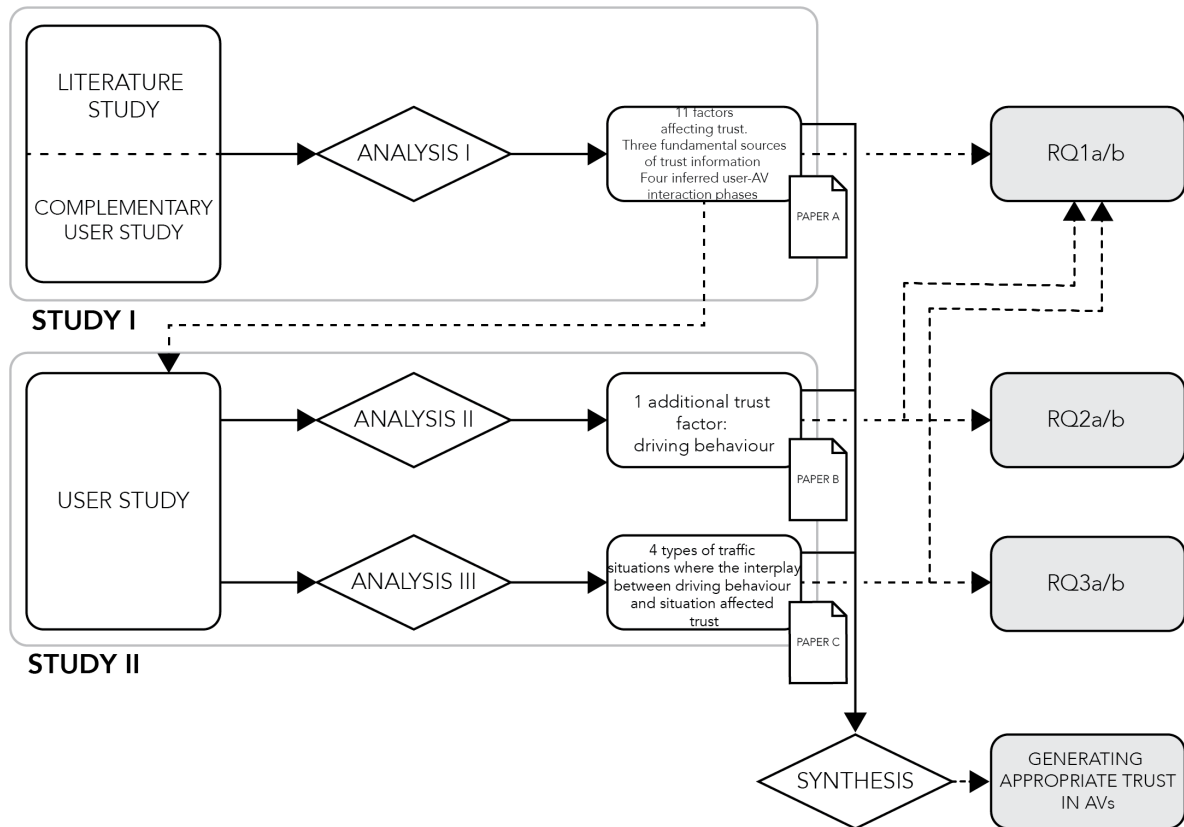 LITERATURE
STUDY
COMPLEMENTARY
USER STUDY
ANALYSIS I
11 factors
affecting trust.
Three fundamental sources
of trust information
Four inferred user-AV
interaction phases
PAPER A
RQ1a/b
STUDY I
USER STUDY
ANALYSIS II
1 additional trust
factor:
driving behaviour
PAPER B
RQ2a/b
ANALYSIS III
4 types of traffic
situations where the interplay
between driving behaviour
and situation affected
trust
PAPER C
RQ3a/b
STUDY II
SYNTHESIS
GENERATING
APPROPRIATE TRUST
IN AVs